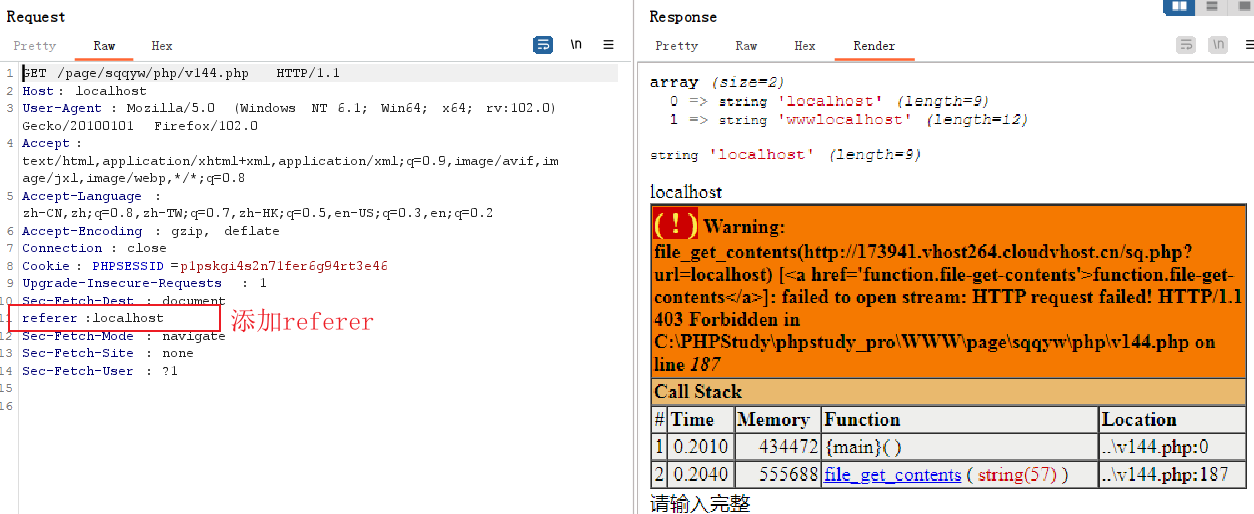 Request
Pretty Raw Hex \n
1 GET /page/sqqyw/php/v144.php HTTP/1.1
2 Host : localhost
3 User-Agent : Mozilla/5.0 (Windows NT 6.1; Win64; x64; rv:102.0)
Gecko/20100101 Firefox/102.0
4 Accept :
text/html,application/xhtml+xml,application/xml;q=0.9,image/avif,im
age/jxl,image/webp,*/*;q=0.8
5 Accept-Language :
zh-CN,zh;q=0.8,zh-TW;q=0.7,zh-HK;q=0.5,en-US;q=0.3,en;q=0.2
6 Accept-Encoding : gzip, deflate
7 Connection : close
8 Cookie : PHPSESSID =p1pskgi4s2n71fer6g94rt3e46
9 Upgrade-Insecure-Requests : 1
10 Sec-Fetch-Dest : document
11 referer :localhost
添加referer
12 Sec-Fetch-Mode : navigate
13 Sec-Fetch-Site : none
14 Sec-Fetch-User : ?1
15
16
Response
Pretty Raw Hex Render \n
array (size=2)
0 => string 'localhost' (length=9)
1 => string 'wwwlocalhost' (length=12)
string 'localhost' (length=9)
localhost
( ! ) Warning:
file_get_contents(http://173941.vhost264.cloudvhost.cn/sq.php?
url=localhost) [<a href='function.file-get-contents'>function.file-get-
contents</a>]: failed to open stream: HTTP request failed! HTTP/1.1
403 Forbidden in
C:\PHPStudy\phpstudy_pro\WWW\page\sqqyw\php\v144.php on
line 187
Call Stack
# Time Memory Function Location
1 0.2010 434472 {main}( ) ..\v144.php:0
2 0.2040 555688 file_get_contents ( string(57) ) ..\v144.php:187
请输入完整